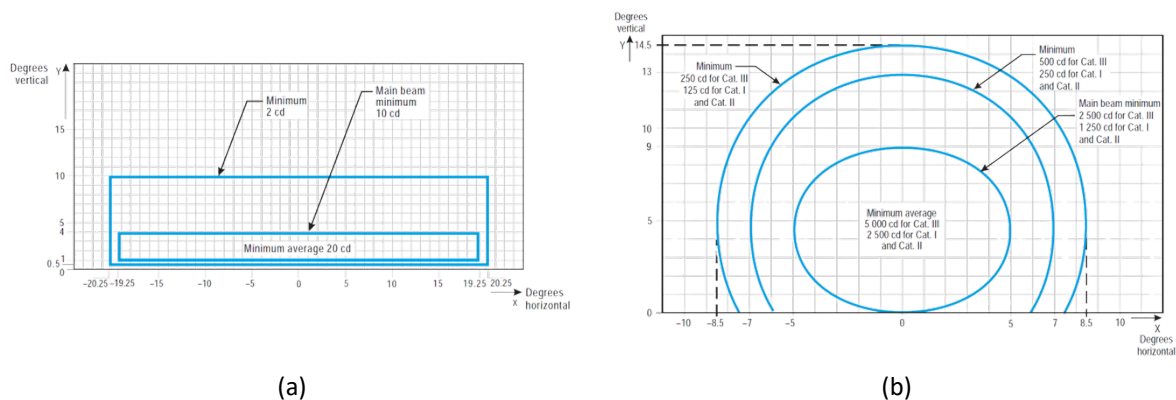 Degrees
vertical
Y
Minimum
2 cd
Main beam
minimum
10 cd
15
10
5
4
1
0.5
0
Minimum average 20 cd
−20.25 −19.25 −15 −10 −5 0 5 10 15 19.25 20.25
X
Degrees
horizontal
(a)
Degrees
vertical
Y 14.5
13
10
9
5
0
Minimum
250 cd for Cat. III
125 cd for Cat. I
and Cat. II
Minimum
500 cd for Cat. III
250 cd for Cat. I
and Cat. II
Main beam minimum
2 500 cd for Cat. III
1 250 cd for Cat. I
and Cat. II
Minimum average
5 000 cd for Cat. III
2 500 cd for Cat. I
and Cat. II
−10 −8.5 −7 −5 0 5 7 8.5 10
X
Degrees
horizontal
(b)